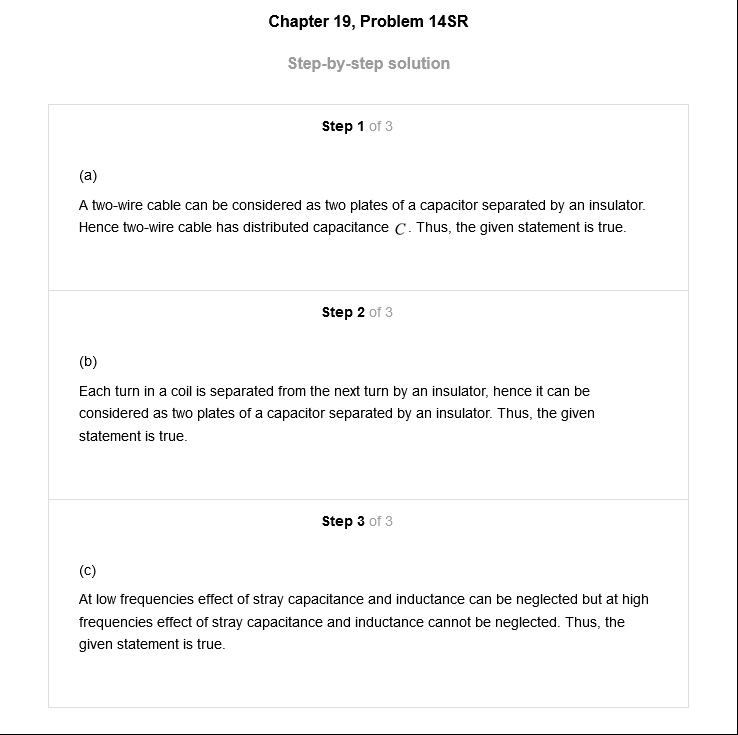 Chapter 19, Problem 14SR
Step-by-step solution
Step 1 of 3
(a)
A two-wire cable can be considered as two plates of a capacitor separated by an insulator.
Hence two-wire cable has distributed capacitance C. Thus, the given statement is true.
Step 2 of 3
(b)
Each turn in a coil is separated from the next turn by an insulator, hence it can be
considered as two plates of a capacitor separated by an insulator. Thus, the given
statement is true.
Step 3 of 3
(c)
At low frequencies effect of stray capacitance and inductance can be neglected but at high
frequencies effect of stray capacitance and inductance cannot be neglected. Thus, the
given statement is true.